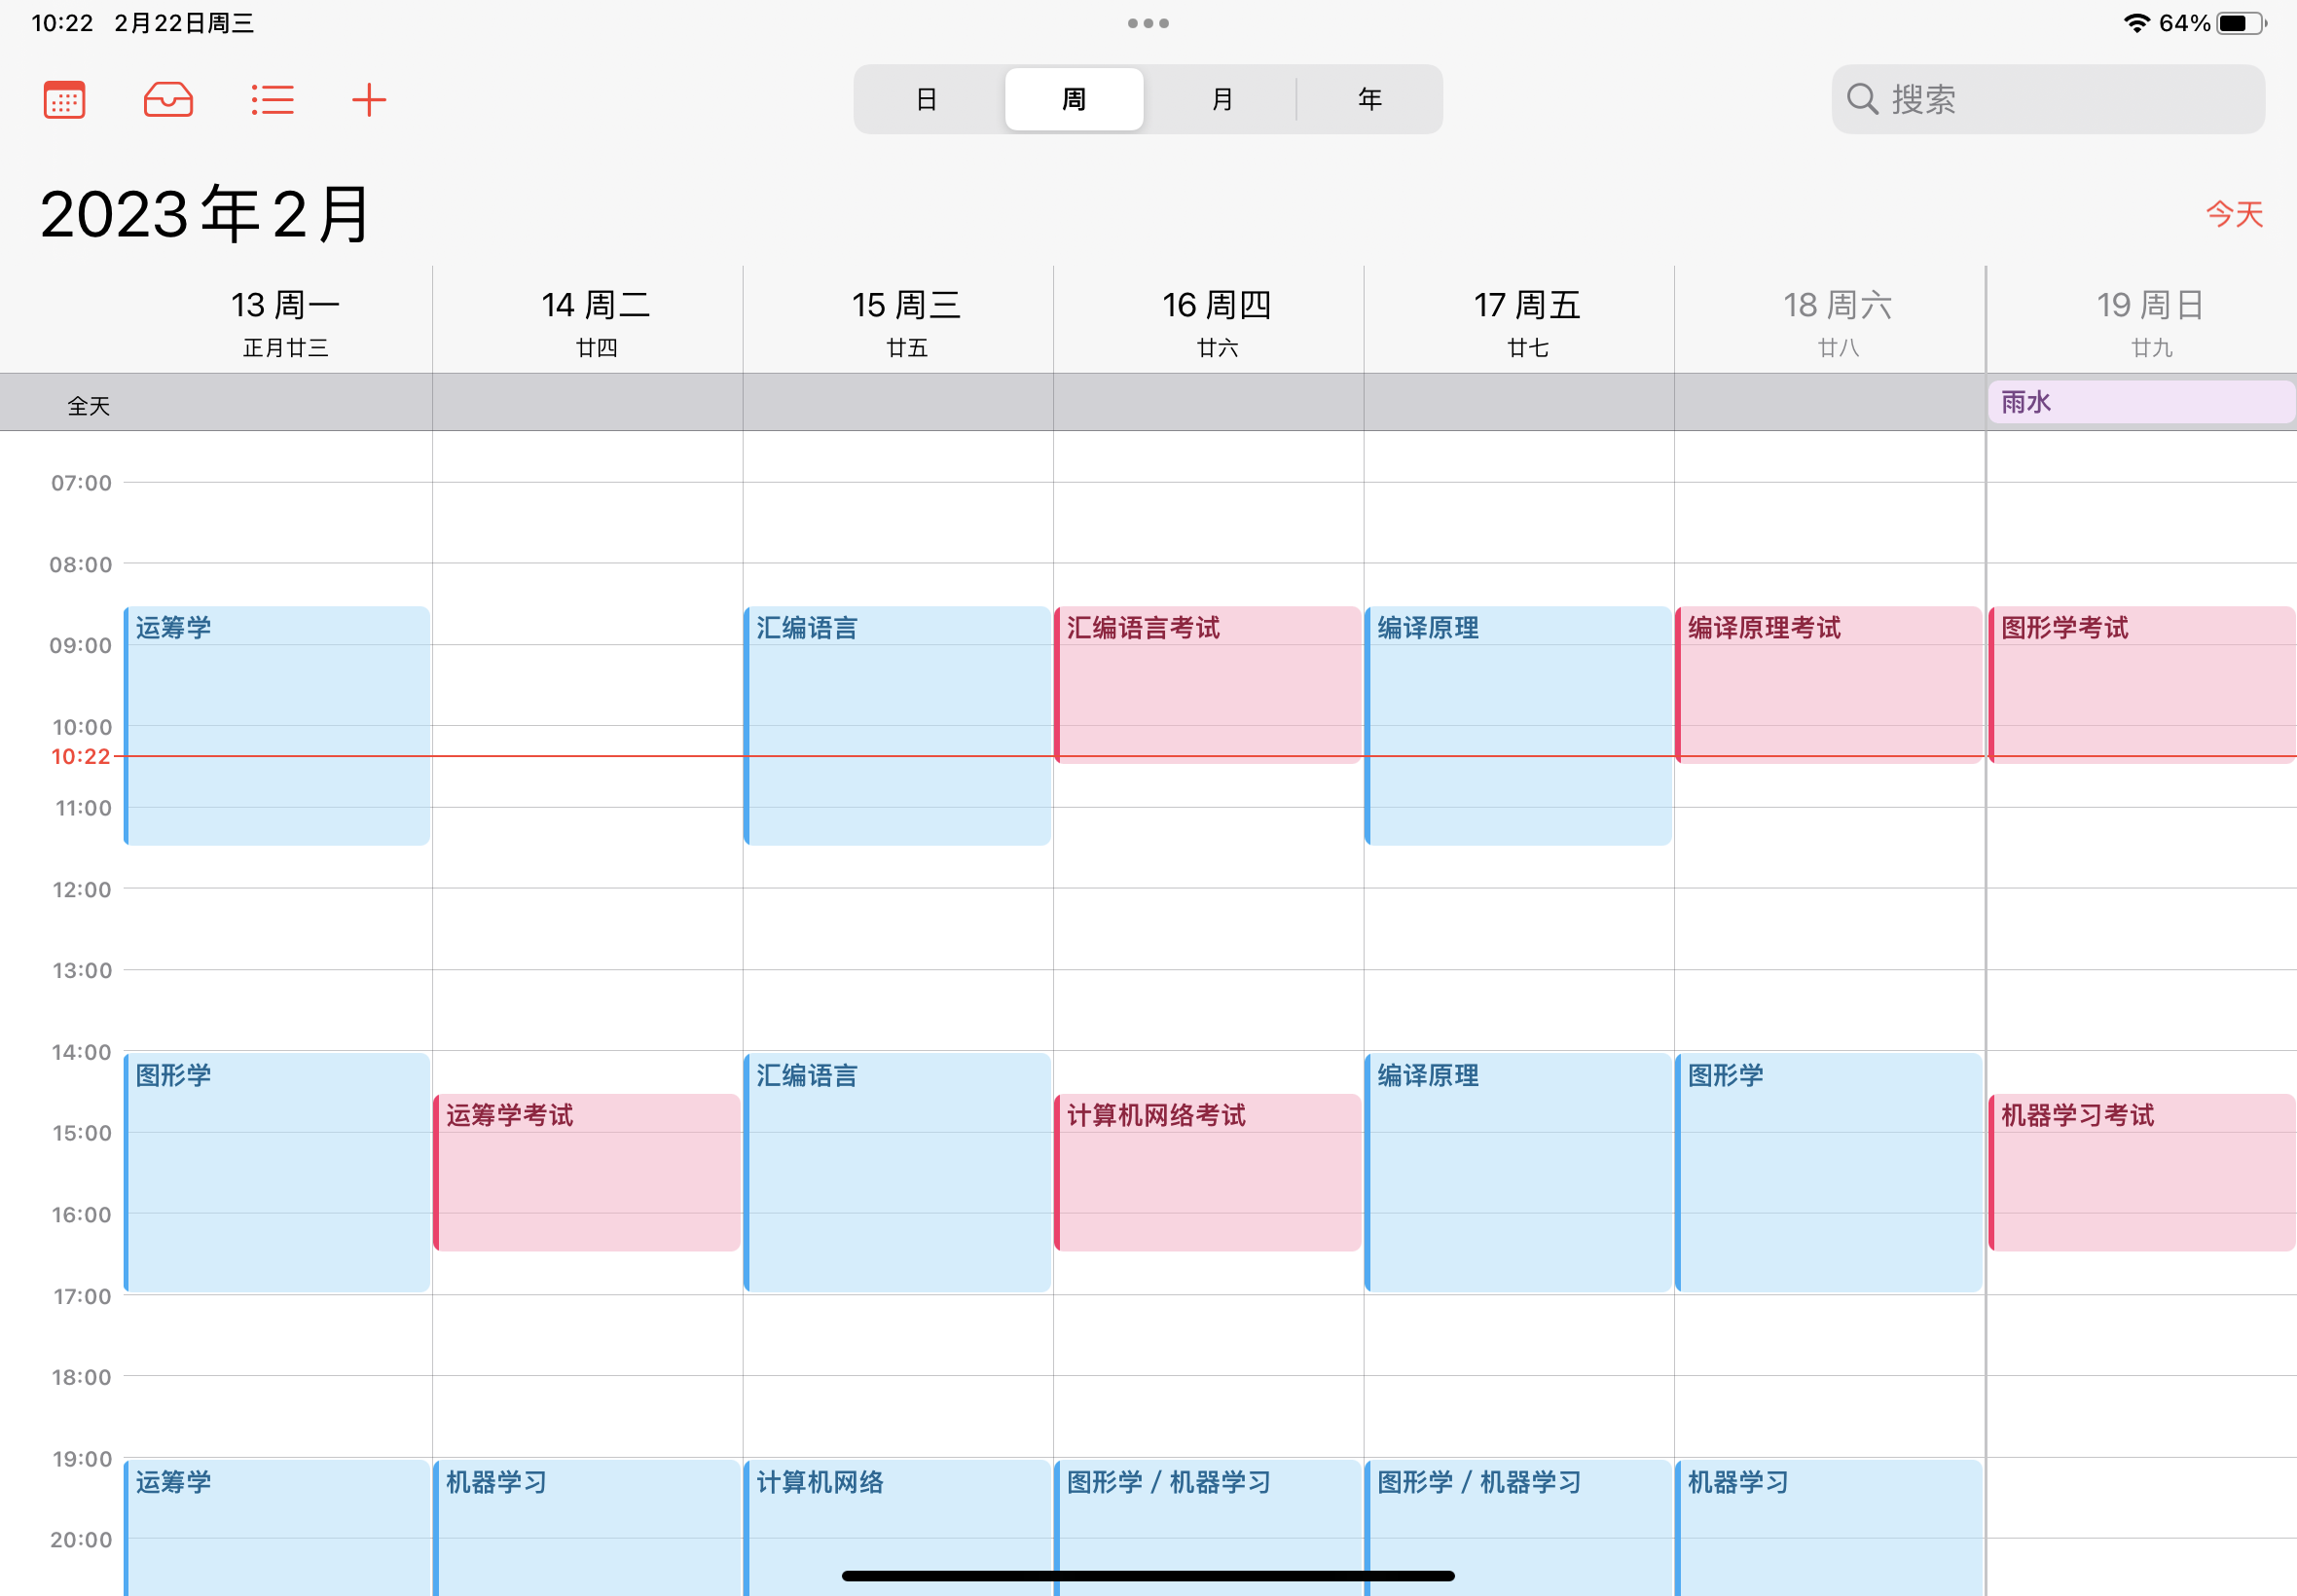 10:22 2月22日周三
64%
日 周 月 年
搜索
2023年2月
今天
13 周一 14 周二 15 周三 16 周四 17 周五 18 周六 19 周日
正月廿三 廿四 廿五 廿六 廿七 廿八 廿九
全天 雨水
07:00
08:00
运筹学 汇编语言 汇编语言考试 编译原理 编译原理考试 图形学考试
09:00
10:00
10:22
11:00
12:00
13:00
14:00
图形学 汇编语言 编译原理 图形学
运筹学考试 计算机网络考试 机器学习考试
15:00
16:00
17:00
18:00
19:00
运筹学 机器学习 计算机网络 图形学 / 机器学习 图形学 / 机器学习 机器学习
20:00